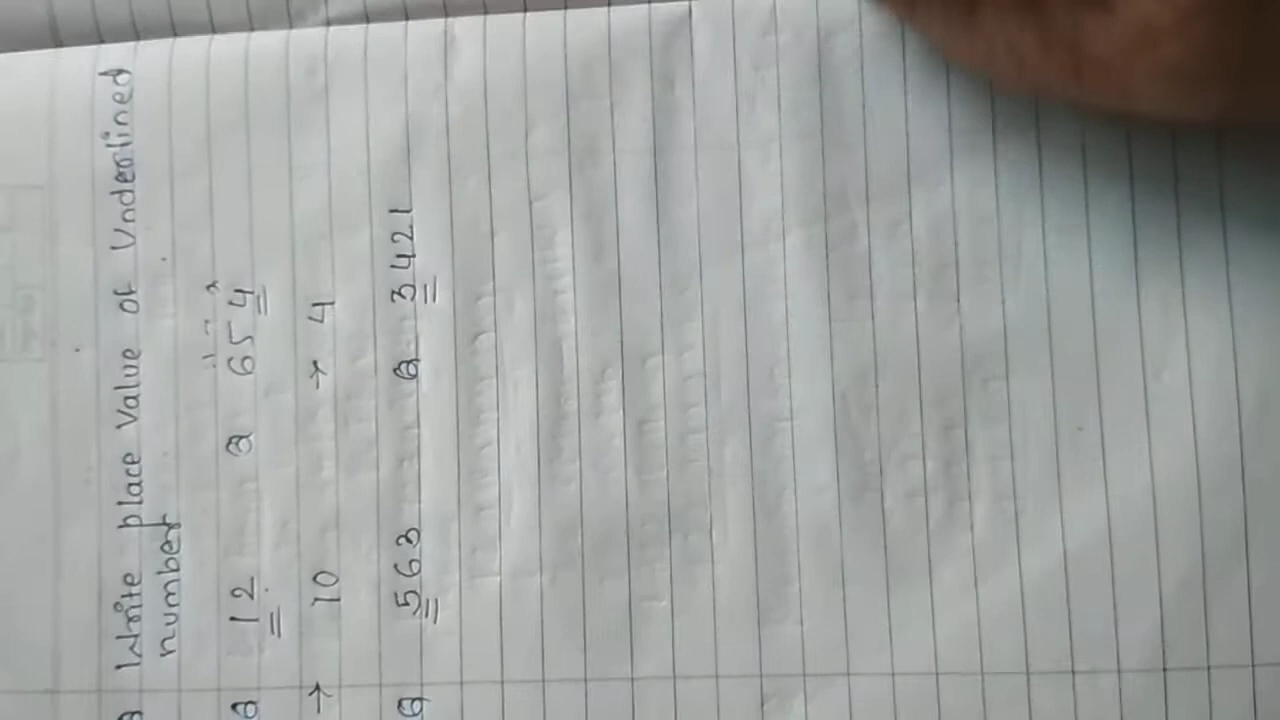 Q Write place value of Underlined
number
Q 12 Q 654
→ 10 → 4
Q 563 Q 3421